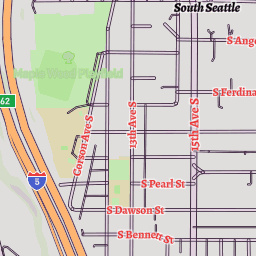 South Seattle
S Ange
Maple Wood Playfield
S Ferdina
62
Corson Ave S
13th Ave S
15th Ave S
5
S Pearl St
S Dawson St
S Bennett St